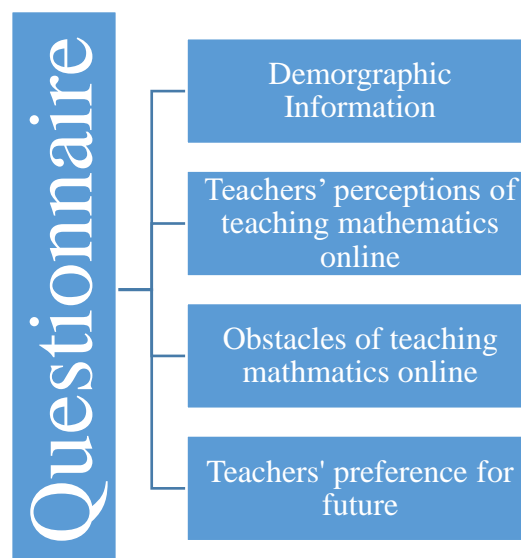 Questionnaire
Demorgraphic
Information
Teachers’ perceptions of
teaching mathematics
online
Obstacles of teaching
mathmatics online
Teachers' preference for
future